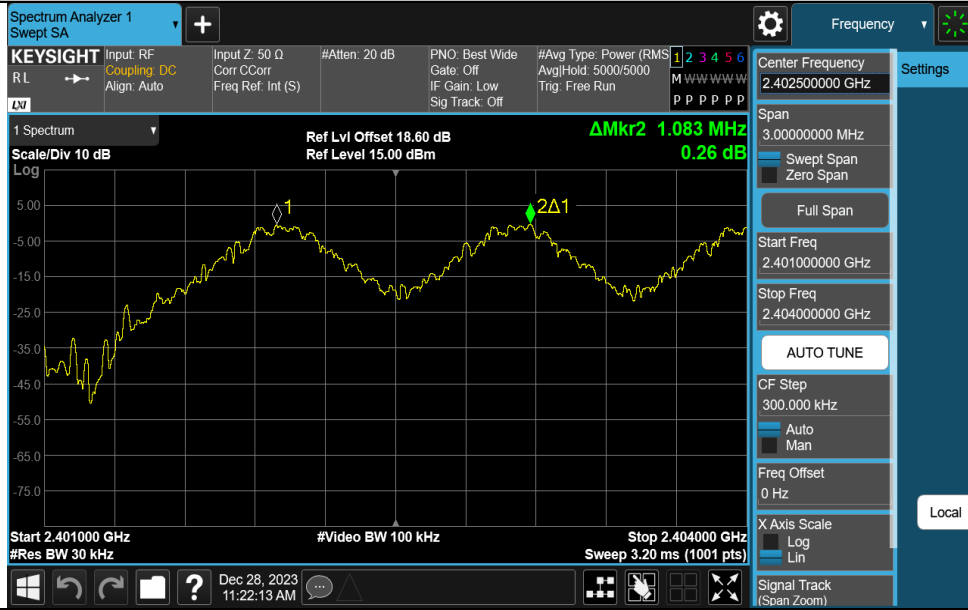 Spectrum Analyzer 1
Swept SA
+
Frequency
KEYSIGHT
R L
LXI
Input: RF
Coupling: DC
Align: Auto
Input Z: 50 Ω
Corr CCorr
Freq Ref: Int (S)
#Atten: 20 dB
PNO: Best Wide
Gate: Off
IF Gain: Low
Sig Track: Off
#Avg Type: Power (RMS
Avg|Hold: 5000/5000
Trig: Free Run
1 2 3 4 5 6
M W W W W W
P P P P P P
Center Frequency
2.402500000 GHz
Settings
Span
3.00000000 MHz
Swept Span
Zero Span
Full Span
Start Freq
2.401000000 GHz
Stop Freq
2.404000000 GHz
AUTO TUNE
CF Step
300.000 kHz
Auto
Man
Freq Offset
0 Hz
X Axis Scale
Log
Lin
Signal Track
(Span Zoom)
Local
1 Spectrum
Scale/Div 10 dB
Log
Ref Lvl Offset 18.60 dB
Ref Level 15.00 dBm
ΔMkr2 1.083 MHz
0.26 dB
1
2Δ1
5.00
-5.00
-15.0
-25.0
-35.0
-45.0
-55.0
-65.0
-75.0
Start 2.401000 GHz
#Res BW 30 kHz
#Video BW 100 kHz
Stop 2.404000 GHz
Sweep 3.20 ms (1001 pts)
?
Dec 28, 2023
11:22:13 AM